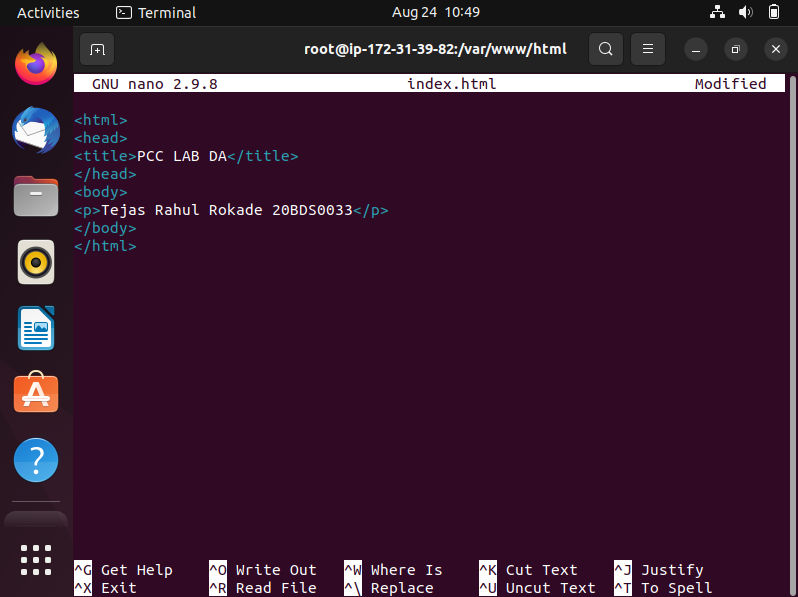 Activities Terminal Aug 24 10:49
root@ip-172-31-39-82:/var/www/html
GNU nano 2.9.8 index.html Modified
<html>
<head>
<title>PCC LAB DA</title>
</head>
<body>
<p>Tejas Rahul Rokade 20BDS0033</p>
</body>
</html>
^G Get Help ^O Write Out ^W Where Is ^K Cut Text ^J Justify
^X Exit ^R Read File ^\ Replace ^U Uncut Text ^T To Spell